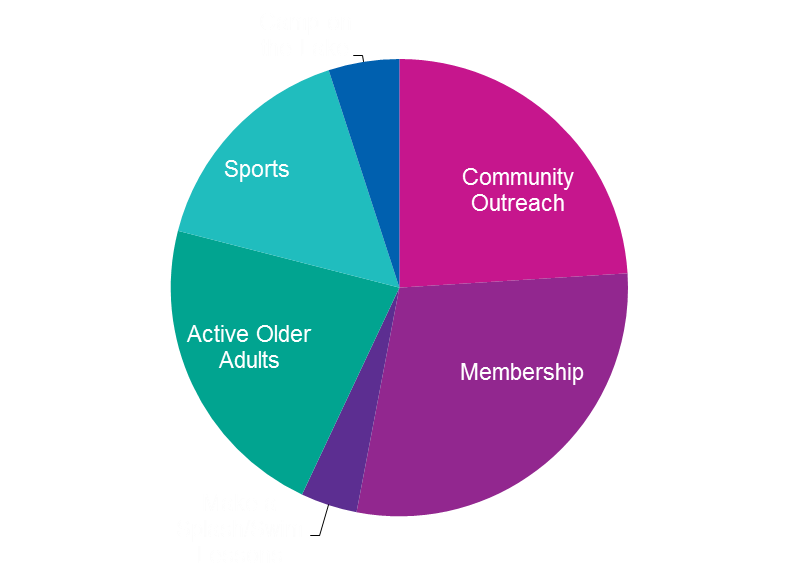 Community
Outreach
Membership
Active Older
Adults
Sports